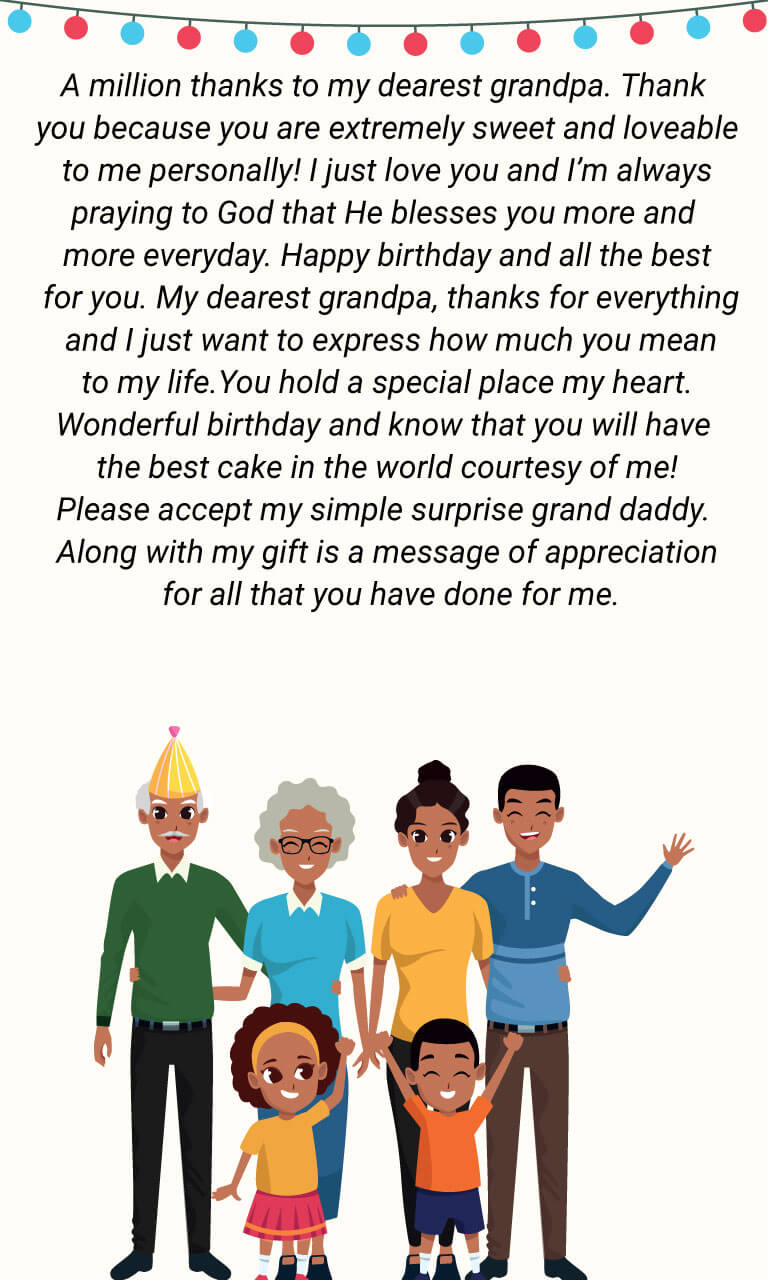 A million thanks to my dearest grandpa. Thank
you because you are extremely sweet and loveable
to me personally! I just love you and I’m always
praying to God that He blesses you more and
more everyday. Happy birthday and all the best
for you. My dearest grandpa, thanks for everything
and I just want to express how much you mean
to my life.You hold a special place my heart.
Wonderful birthday and know that you will have
the best cake in the world courtesy of me!
Please accept my simple surprise grand daddy.
Along with my gift is a message of appreciation
for all that you have done for me.